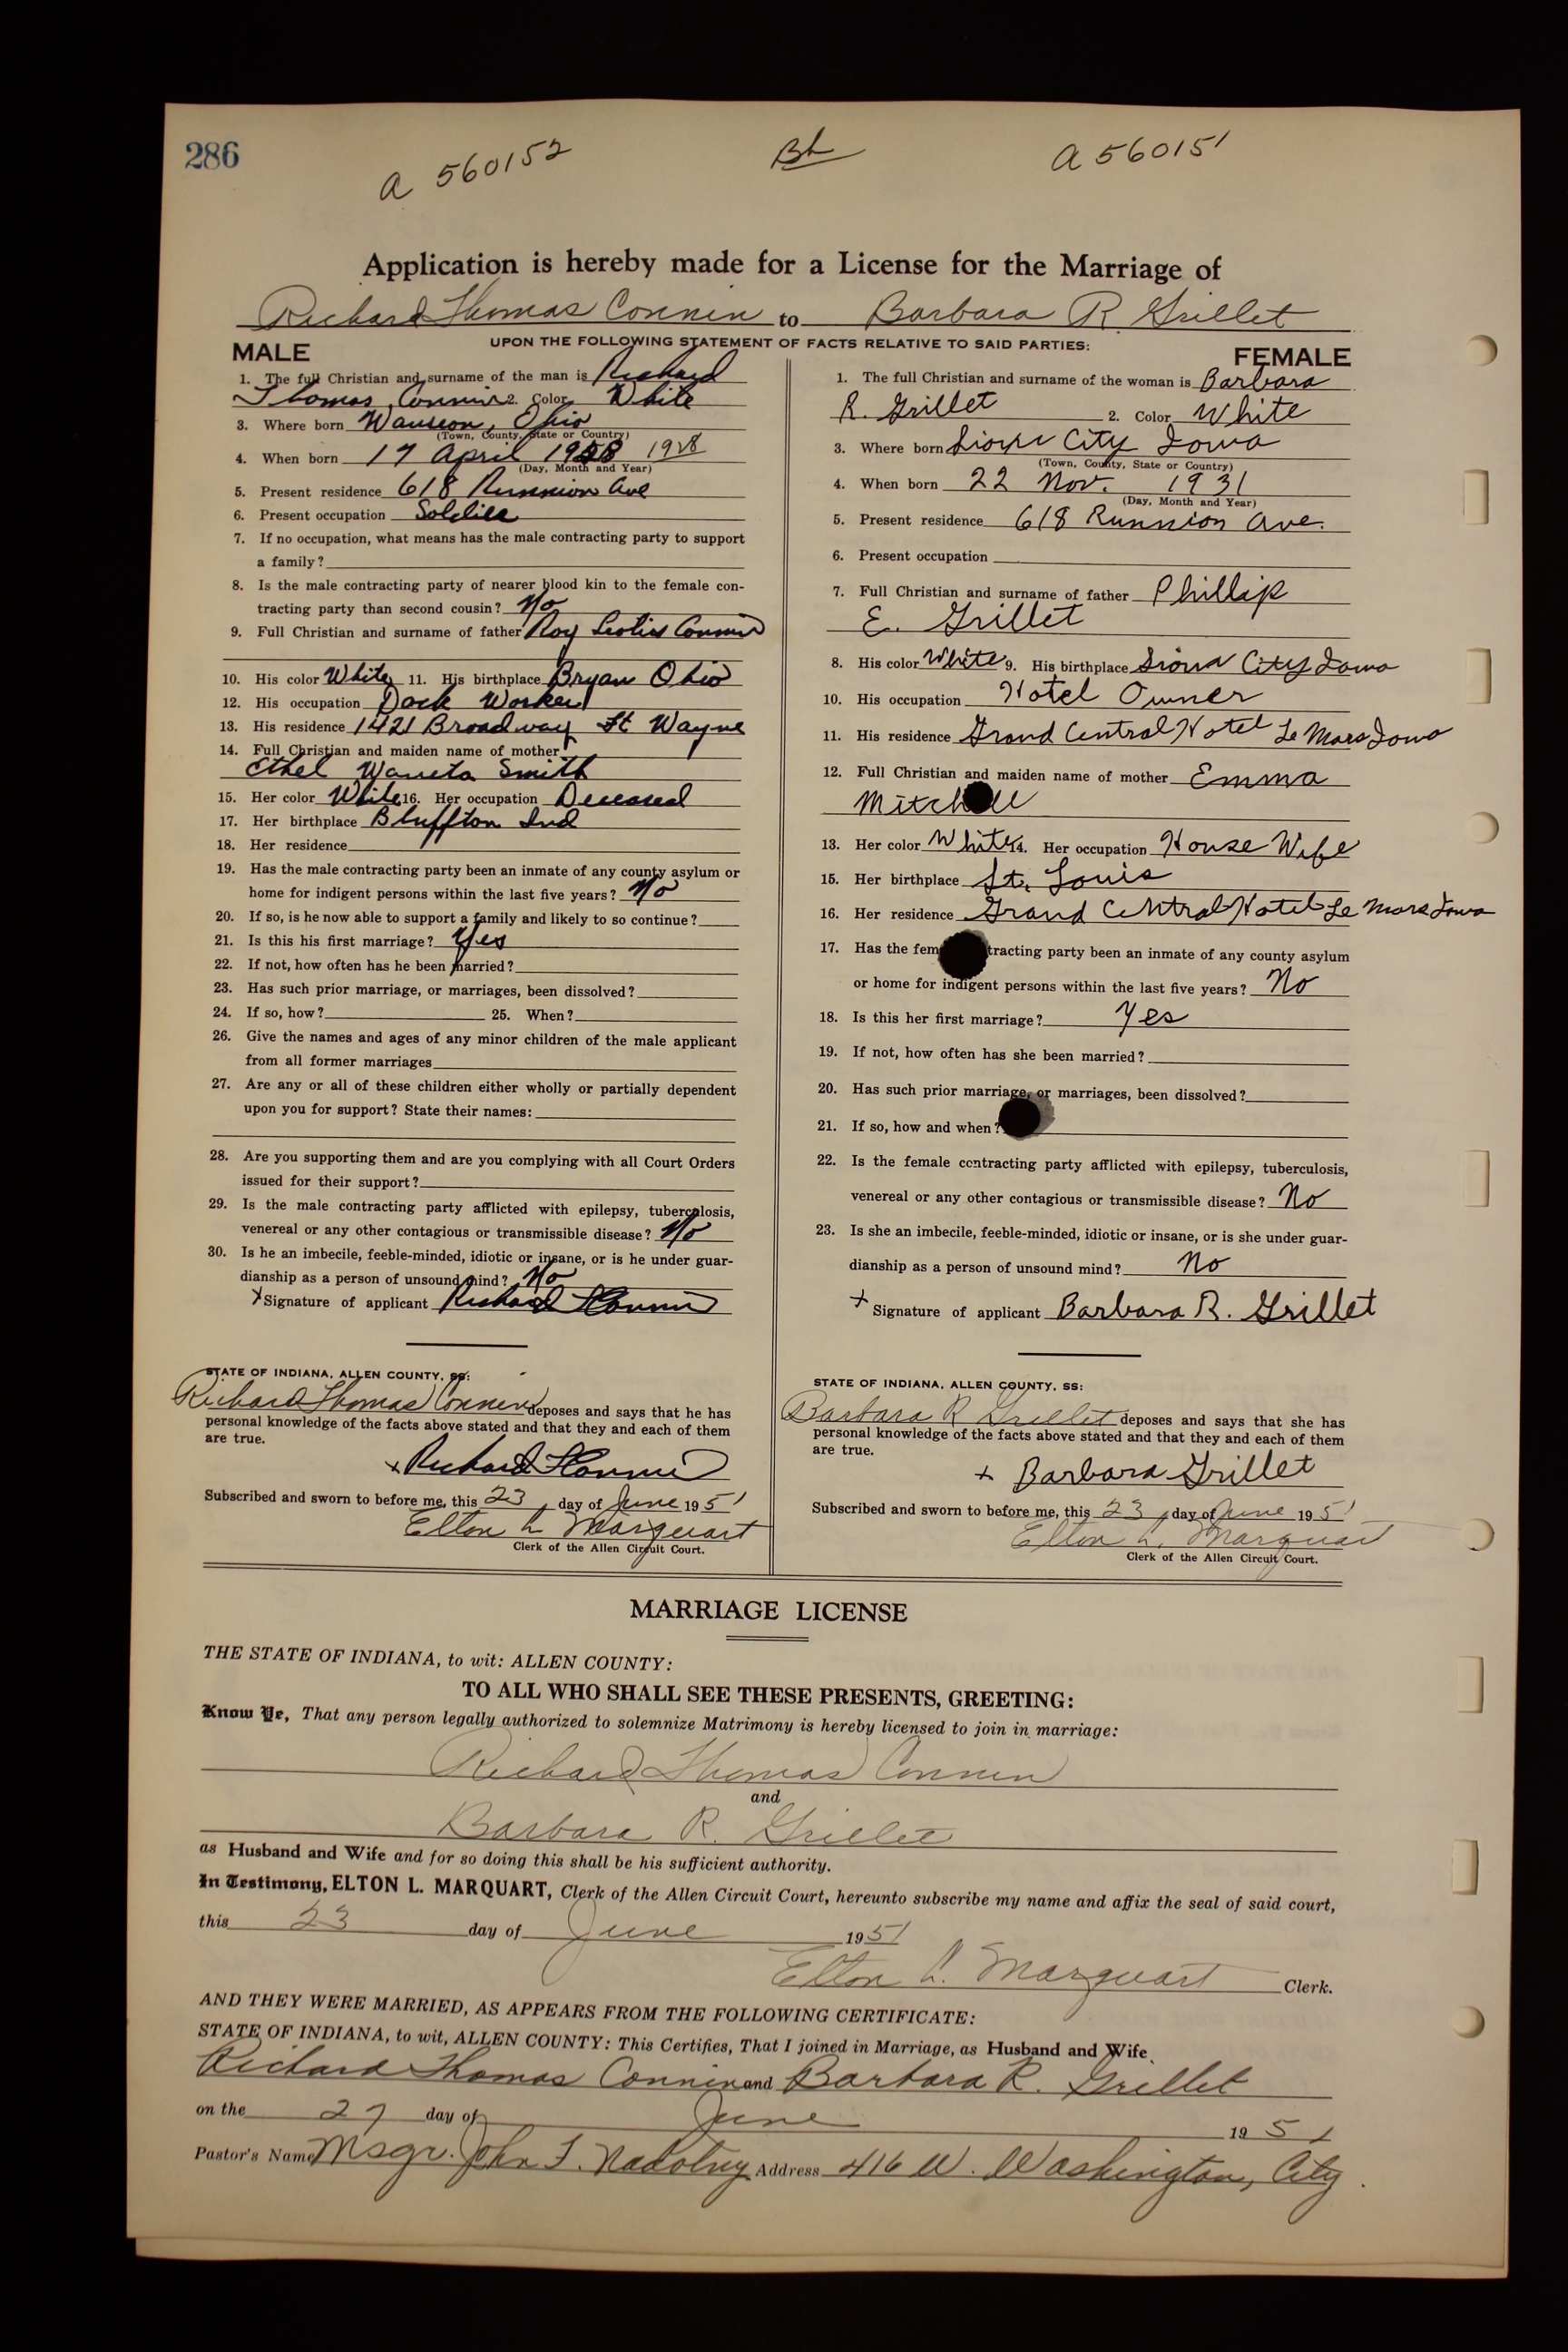 286
A 560152
A 560151
Application is hereby made for a License for the Marriage of
Richard Thomas Connin to Barbara R Grillet
UPON THE FOLLOWING STATEMENT OF FACTS RELATIVE TO SAID PARTIES:
MALE
1. The full Christian and surname of the man is Richard
Thomas Connin 2. Color White
3. Where born Wauseon, Ohio
(Town, County, State or Country)
4. When born 17 April 1928 1928
(Day, Month and Year)
5. Present residence 618 Runnion Ave
6. Present occupation Soldier
7. If no occupation, what means has the male contracting party to support
a family?
8. Is the male contracting party of nearer blood kin to the female con-
tracting party than second cousin? No
9. Full Christian and surname of father Roy Connin
10. His color White 11. His birthplace Bryan Ohio
12. His occupation Dock Worker
13. His residence 1421 Broadway Ft Wayne
14. Full Christian and maiden name of mother
Ethel Waneta Smith
15. Her color White 16. Her occupation Deceased
17. Her birthplace Bluffton Ind
18. Her residence
19. Has the male contracting party been an inmate of any county asylum or
home for indigent persons within the last five years? No
20. If so, is he now able to support a family and likely to so continue?
21. Is this his first marriage? Yes
22. If not, how often has he been married?
23. Has such prior marriage, or marriages, been dissolved?
24. If so, how? 25. When?
26. Give the names and ages of any minor children of the male applicant
from all former marriages
27. Are any or all of these children either wholly or partially dependent
upon you for support? State their names:
28. Are you supporting them and are you complying with all Court Orders
issued for their support?
29. Is the male contracting party afflicted with epilepsy, tuberculosis,
venereal or any other contagious or transmissible disease? No
30. Is he an imbecile, feeble-minded, idiotic or insane, or is he under guar-
dianship as a person of unsound mind? No
x Signature of applicant Richard T Connin
STATE OF INDIANA, ALLEN COUNTY, SS:
Richard Thomas Connin deposes and says that he has
personal knowledge of the facts above stated and that they and each of them
are true.
x Richard T Connin
Subscribed and sworn to before me, this 23 day of June 1951
Elton L Marquart
Clerk of the Allen Circuit Court.
FEMALE
1. The full Christian and surname of the woman is Barbara
R. Grillet 2. Color White
3. Where born Sioux City Iowa
(Town, County, State or Country)
4. When born 22 Nov. 1931
(Day, Month and Year)
5. Present residence 618 Runnion Ave.
6. Present occupation
7. Full Christian and surname of father Phillip
E. Grillet
8. His color White 9. His birthplace Sioux City Iowa
10. His occupation Hotel Owner
11. His residence Grand Central Hotel Le Mars Iowa
12. Full Christian and maiden name of mother Emma
Mitchell
13. Her color White 14. Her occupation House Wife
15. Her birthplace St. Louis
16. Her residence Grand Central Hotel Le Mars Iowa
17. Has the fem tracting party been an inmate of any county asylum
or home for indigent persons within the last five years? No
18. Is this her first marriage? Yes
19. If not, how often has she been married?
20. Has such prior marriage, or marriages, been dissolved?
21. If so, how and when?
22. Is the female contracting party afflicted with epilepsy, tuberculosis,
venereal or any other contagious or transmissible disease? No
23. Is she an imbecile, feeble-minded, idiotic or insane, or is she under guar-
dianship as a person of unsound mind? No
x Signature of applicant Barbara R. Grillet
STATE OF INDIANA, ALLEN COUNTY, SS:
Barbara R Grillet deposes and says that she has
personal knowledge of the facts above stated and that they and each of them
are true.
x Barbara Grillet
Subscribed and sworn to before me, this 23 day of June 1951
Elton L. Marquart
Clerk of the Allen Circuit Court.
MARRIAGE LICENSE
THE STATE OF INDIANA, to wit: ALLEN COUNTY:
TO ALL WHO SHALL SEE THESE PRESENTS, GREETING:
Know Ye, That any person legally authorized to solemnize Matrimony is hereby licensed to join in marriage:
Richard Thomas Connin
and
Barbara R. Grillet
as Husband and Wife and for so doing this shall be his sufficient authority.
In Testimony, ELTON L. MARQUART, Clerk of the Allen Circuit Court, hereunto subscribe my name and affix the seal of said court,
this 23 day of June 1951
Elton L. Marquart Clerk.
AND THEY WERE MARRIED, AS APPEARS FROM THE FOLLOWING CERTIFICATE:
STATE OF INDIANA, to wit, ALLEN COUNTY: This Certifies, That I joined in Marriage, as Husband and Wife
Richard Thomas Connin and Barbara R. Grillet
on the 27 day of June 1951
Pastor's Name Msgr. John F. Nadolny Address 416 W. Washington, City.